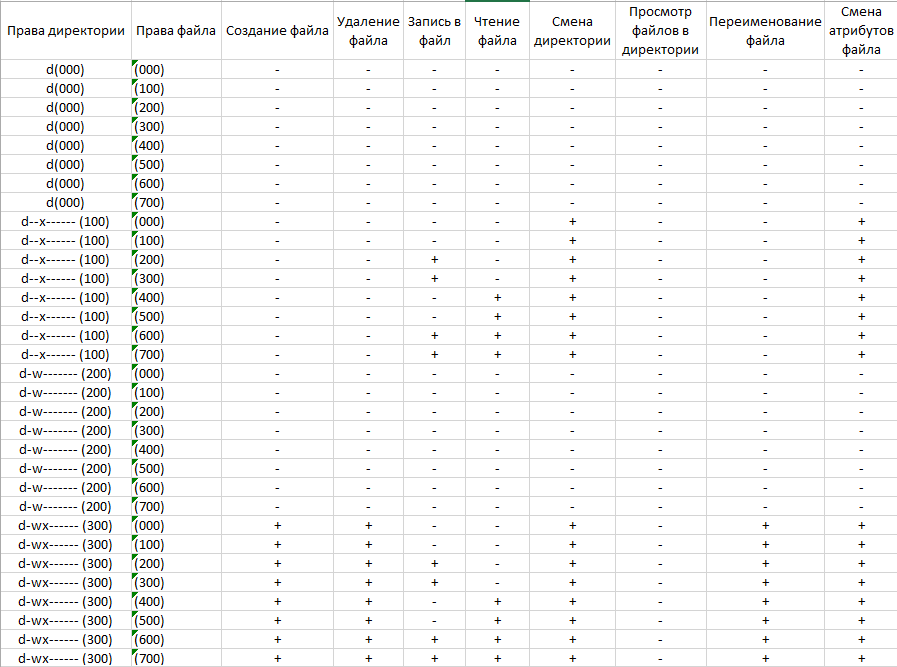 Права директории Права файла Создание файла Удаление файла Запись в файл Чтение файла Смена директории Просмотр файлов в директории Переименование файла Смена атрибутов файла
d(000) (000) - - - - - - - -
d(000) (100) - - - - - - - -
d(000) (200) - - - - - - - -
d(000) (300) - - - - - - - -
d(000) (400) - - - - - - - -
d(000) (500) - - - - - - - -
d(000) (600) - - - - - - - -
d(000) (700) - - - - - - - -
d--x------ (100) (000) - - - - + - - +
d--x------ (100) (100) - - - - + - - +
d--x------ (100) (200) - - + - + - - +
d--x------ (100) (300) - - + - + - - +
d--x------ (100) (400) - - - + + - - +
d--x------ (100) (500) - - - + + - - +
d--x------ (100) (600) - - + + + - - +
d--x------ (100) (700) - - + + + - - +
d-w------- (200) (000) - - - - - - - -
d-w------- (200) (100) - - - - - - - -
d-w------- (200) (200) - - - - - - - -
d-w------- (200) (300) - - - - - - - -
d-w------- (200) (400) - - - - - - - -
d-w------- (200) (500) - - - - - - - -
d-w------- (200) (600) - - - - - - - -
d-w------- (200) (700) - - - - - - - -
d-wx------ (300) (000) + + - - + - + +
d-wx------ (300) (100) + + - - + - + +
d-wx------ (300) (200) + + + - + - + +
d-wx------ (300) (300) + + + - + - + +
d-wx------ (300) (400) + + - + + - + +
d-wx------ (300) (500) + + - + + - + +
d-wx------ (300) (600) + + + + + - + +
d-wx------ (300) (700) + + + + + - + +